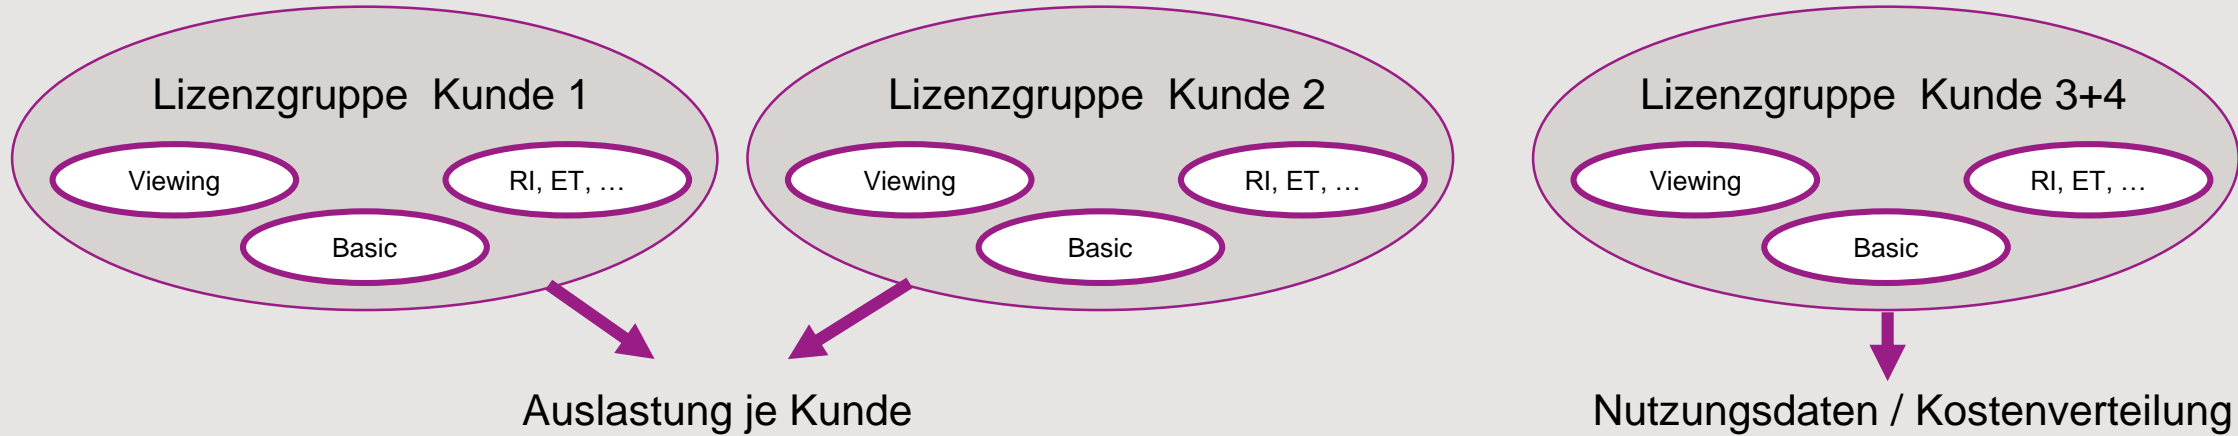 Lizenzgruppe Kunde 1
Viewing
RI, ET, …
Basic
Lizenzgruppe Kunde 2
Viewing
RI, ET, …
Basic
Lizenzgruppe Kunde 3+4
Viewing
RI, ET, …
Basic
Auslastung je Kunde
Nutzungsdaten / Kostenverteilung